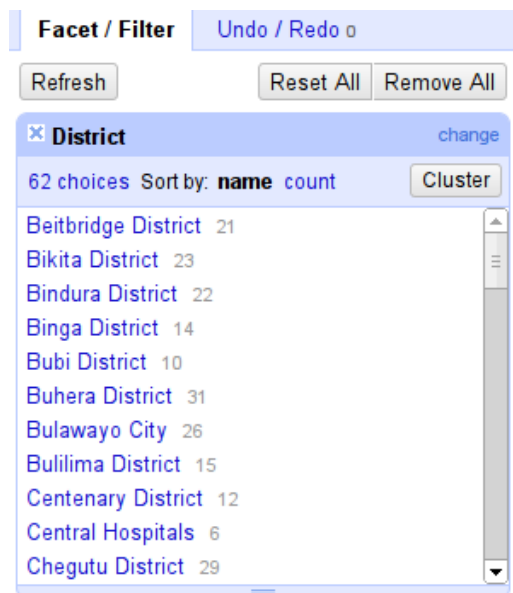 Facet / Filter Undo / Redo 0
Refresh Reset All Remove All
District change
62 choices Sort by: name count Cluster
Beitbridge District 21
Bikita District 23
Bindura District 22
Binga District 14
Bubi District 10
Buhera District 31
Bulawayo City 26
Bulilima District 15
Centenary District 12
Central Hospitals 6
Chegutu District 29